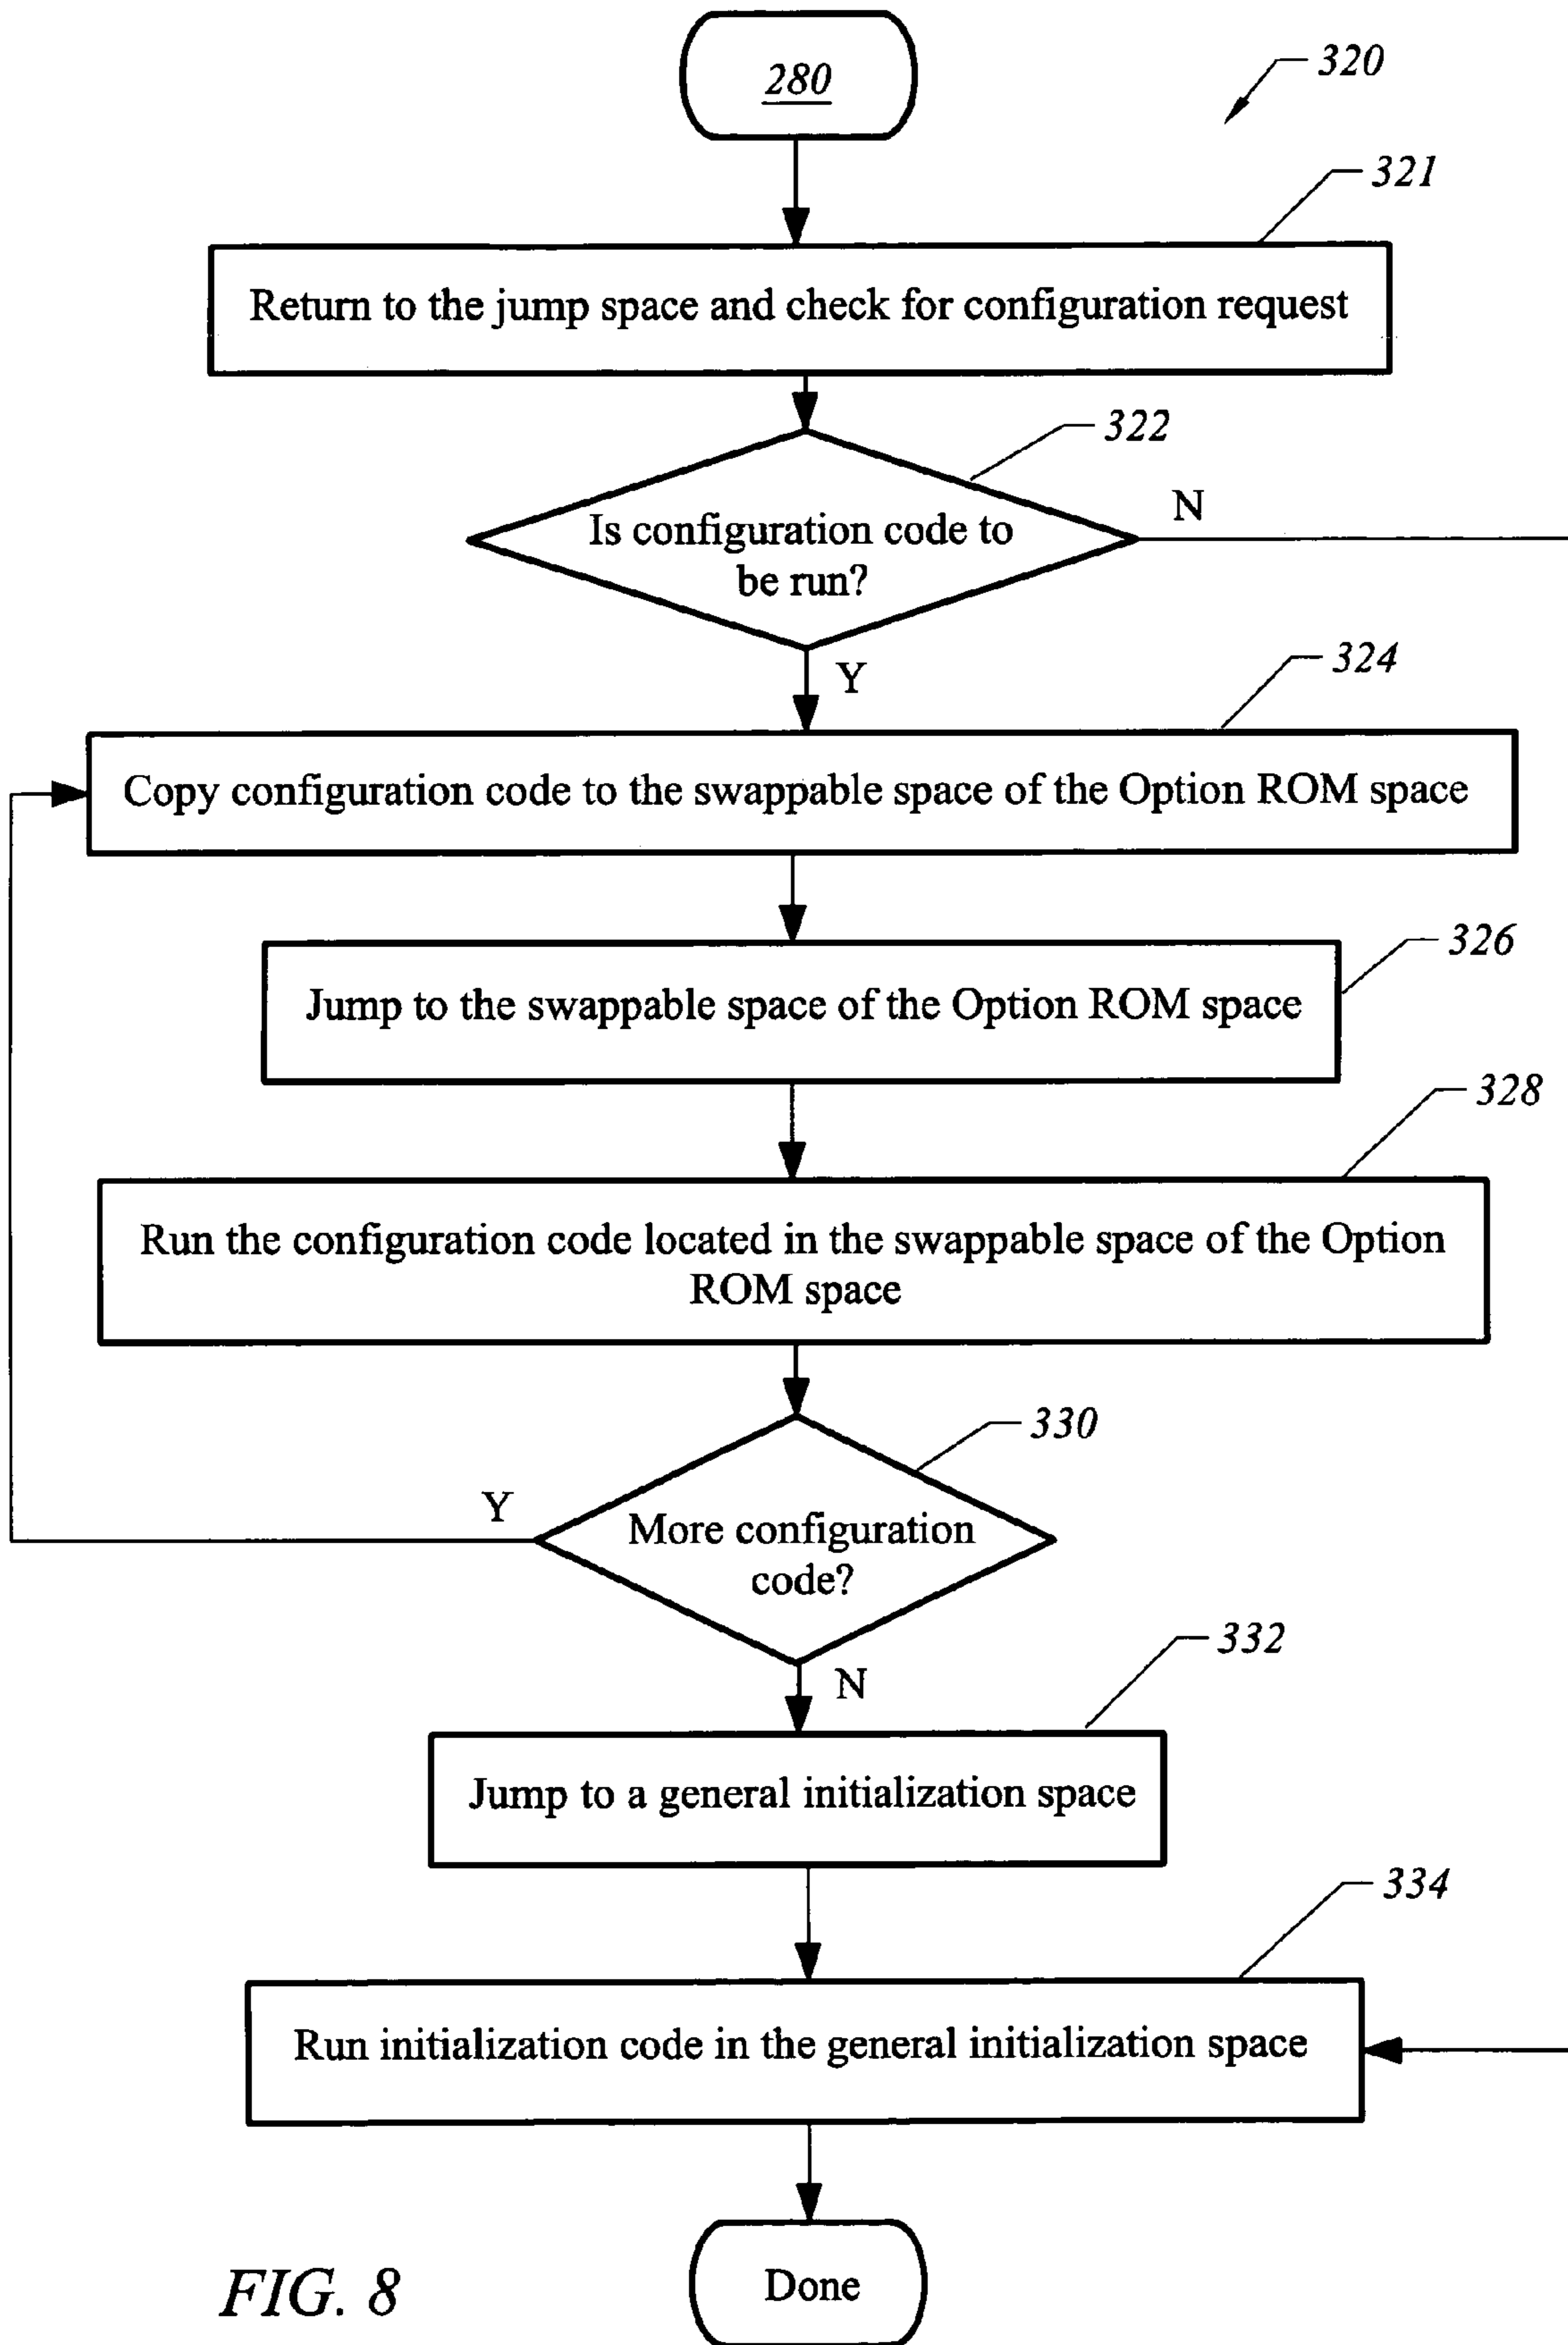 280
320
321
Return to the jump space and check for configuration request
322
Is configuration code to
be run?
N
Y
324
Copy configuration code to the swappable space of the Option ROM space
326
Jump to the swappable space of the Option ROM space
328
Run the configuration code located in the swappable space of the Option
ROM space
330
More configuration
code?
Y
N
332
Jump to a general initialization space
334
Run initialization code in the general initialization space
Done
FIG. 8